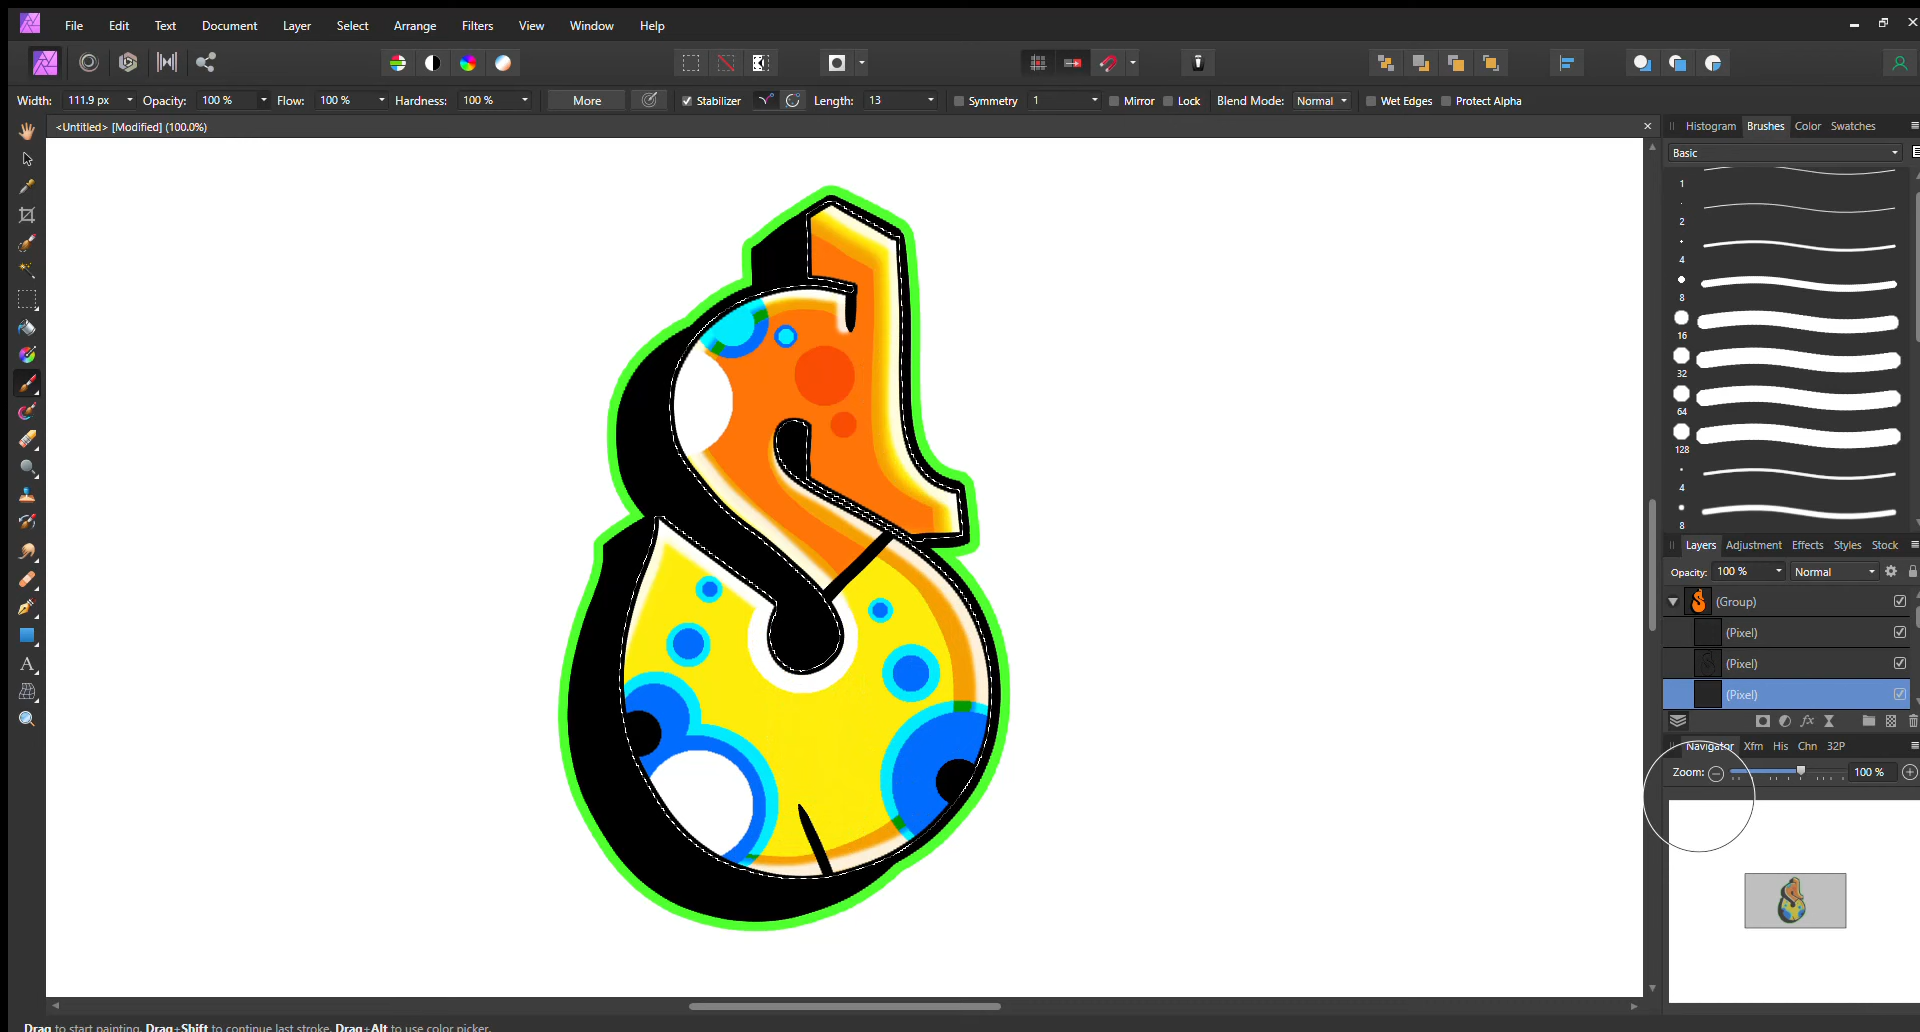 File Edit Text Document Layer Select Arrange Filters View Window Help
Width: 111.9 px Opacity: 100 % Flow: 100 % Hardness: 100 % More Stabilizer Length: 13 Symmetry 1 Mirror Lock Blend Mode: Normal Wet Edges Protect Alpha
<Untitled> [Modified] (100.0%)
Histogram Brushes Color Swatches
Basic
1
2
4
8
16
32
64
128
4
8
Layers Adjustment Effects Styles Stock
Opacity: 100 % Normal
(Group)
(Pixel)
(Pixel)
(Pixel)
Navigator Xfm His Chn 32P
Zoom: 100 %
Drag to start painting. Drag+Shift to continue last stroke. Drag+Alt to use color picker.